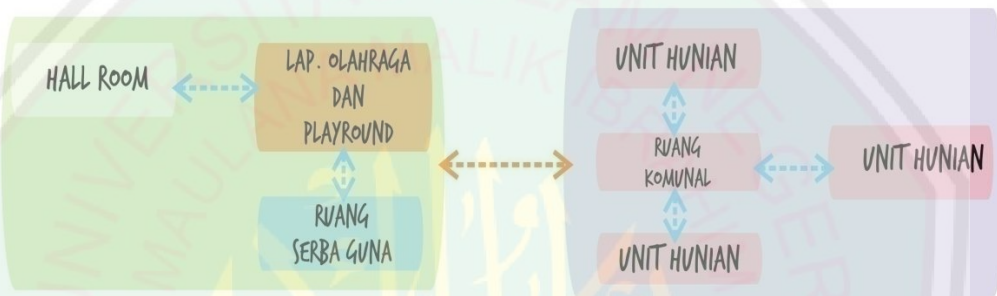 HALL ROOM
LAP. OLAHRAGA
DAN
PLAYROUND
RUANG
SERBA GUNA
UNIT HUNIAN
RUANG
KOMUNAL
UNIT HUNIAN
UNIT HUNIAN